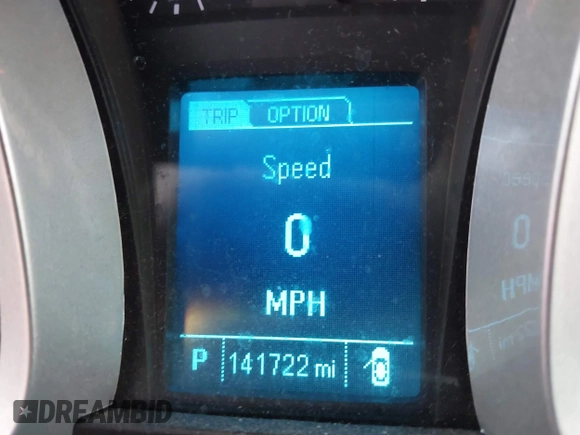 TRIP OPTION
Speed
0
MPH
P 141722 mi
DREAMBID